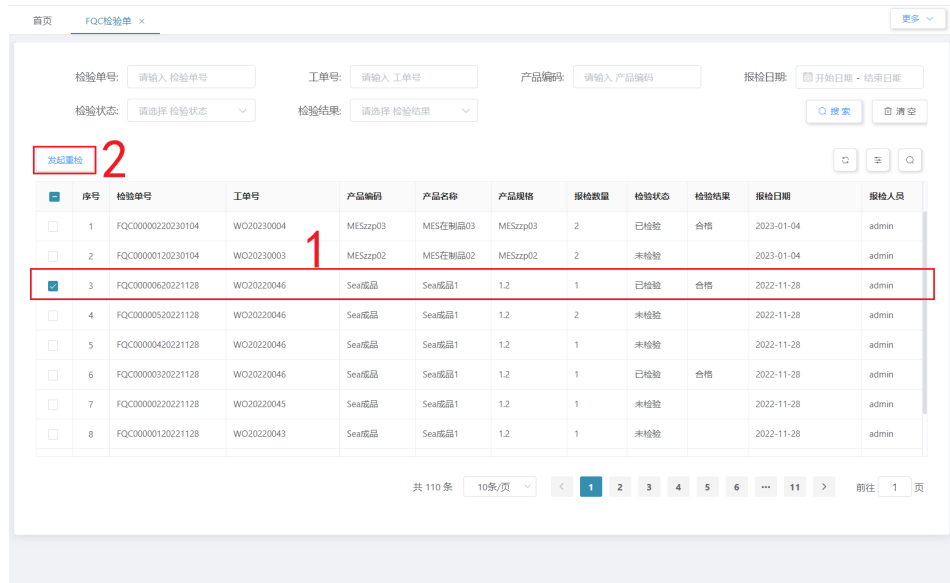 首页 FQC检验单 × 更多
检验单号: 请输入 检验单号 工单号: 请输入 工单号 产品编码: 请输入 产品编码 报检日期: 开始日期 - 结束日期
检验状态: 请选择 检验状态 检验结果: 请选择 检验结果 搜索 清空
发起重检 2
序号 检验单号 工单号 产品编码 产品名称 产品规格 报检数量 检验状态 检验结果 报检日期 报检人员
1 FQC00000220230104 WO20230004 MESzzp03 MES在制品03 MESzzp03 2 已检验 合格 2023-01-04 admin
1
2 FQC00000120230104 WO20230003 MESzzp02 MES在制品02 MESzzp02 2 未检验 2023-01-04 admin
3 FQC00000620221128 WO20220046 Sea成品 Sea成品1 1.2 1 已检验 合格 2022-11-28 admin
4 FQC00000520221128 WO20220046 Sea成品 Sea成品1 1.2 2 未检验 2022-11-28 admin
5 FQC00000420221128 WO20220046 Sea成品 Sea成品1 1.2 1 未检验 2022-11-28 admin
6 FQC00000320221128 WO20220046 Sea成品 Sea成品1 1.2 1 已检验 合格 2022-11-28 admin
7 FQC00000220221128 WO20220045 Sea成品 Sea成品1 1.2 1 未检验 2022-11-28 admin
8 FQC00000120221128 WO20220043 Sea成品 Sea成品1 1.2 1 未检验 2022-11-28 admin
共 110 条 10条/页 < 1 2 3 4 5 6 ··· 11 > 前往 1 页